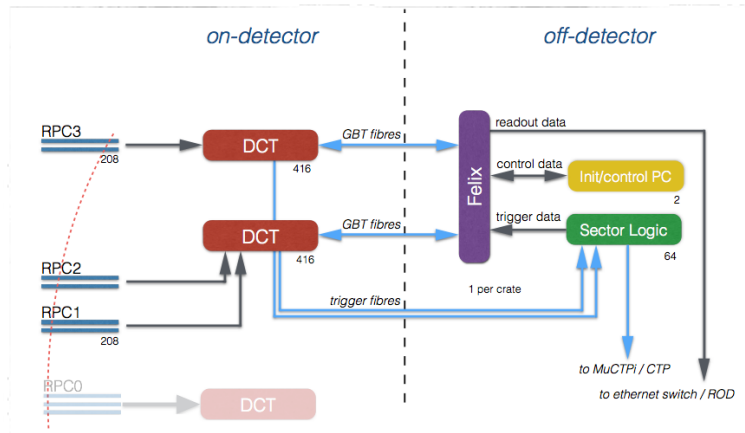 on-detector
off-detector
RPC3
208
DCT
416
GBT fibres
Felix
readout data
control data
Init/control PC
2
trigger data
Sector Logic
64
DCT
416
GBT fibres
RPC2
RPC1
208
trigger fibres
1 per crate
to MuCTPi / CTP
to ethernet switch / ROD
RPC0
DCT